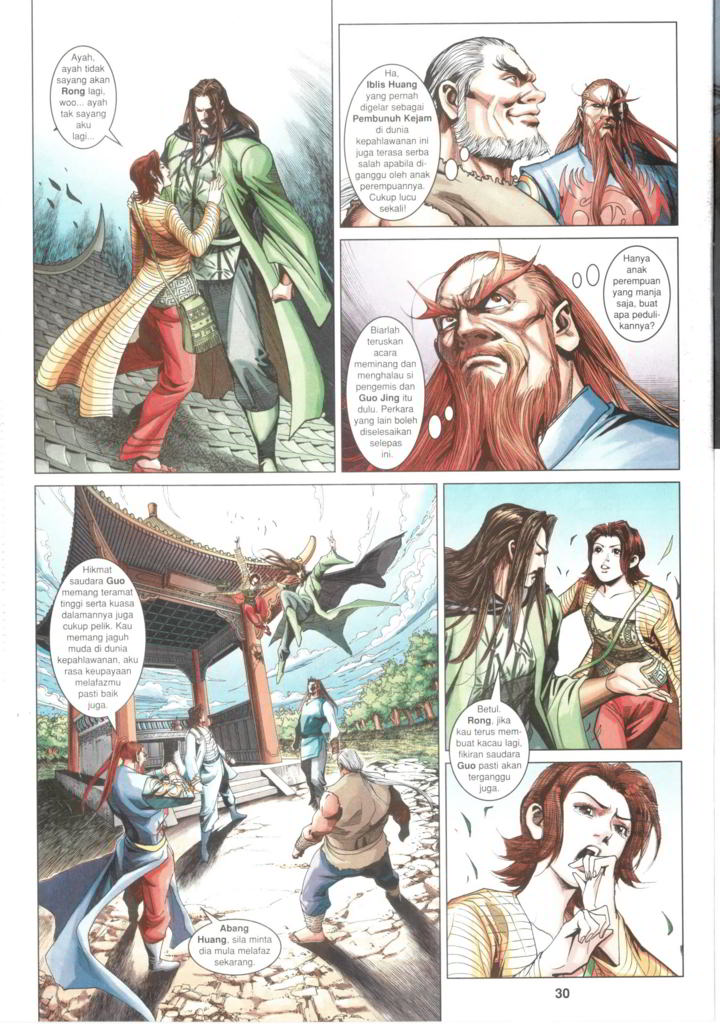 Ayah,
ayah tidak
sayang akan
Rong lagi,
woo... ayah
tak sayang
aku
lagi...
Ha,
Iblis Huang
yang pernah
digelar sebagai
Pembunuh Kejam
di dunia
kepahlawanan ini
juga terasa serba
salah apabila di-
ganggu oleh anak
perempuannya.
Cukup lucu
sekali!
Hanya
anak
perempuan
yang manja
saja, buat
apa peduli-
kannya?
Biarlah
teruskan
acara
meminang dan
menghalau si
pengemis dan
Guo Jing itu
dulu. Perkara
yang lain boleh
diselesaikan
selepas
ini.
Hikmat
saudara Guo
memang teramat
tinggi serta kuasa
dalamannya juga
cukup pelik. Kau
memang jaguh
muda di dunia
kepahlawanan, aku
rasa keupayaan
melafazmu
pasti baik
juga.
Abang
Huang, sila minta
dia mula melafaz
sekarang.
Betul.
Rong, jika
kau terus mem-
buat kacau lagi,
fikiran saudara
Guo pasti akan
terganggu
juga.
30